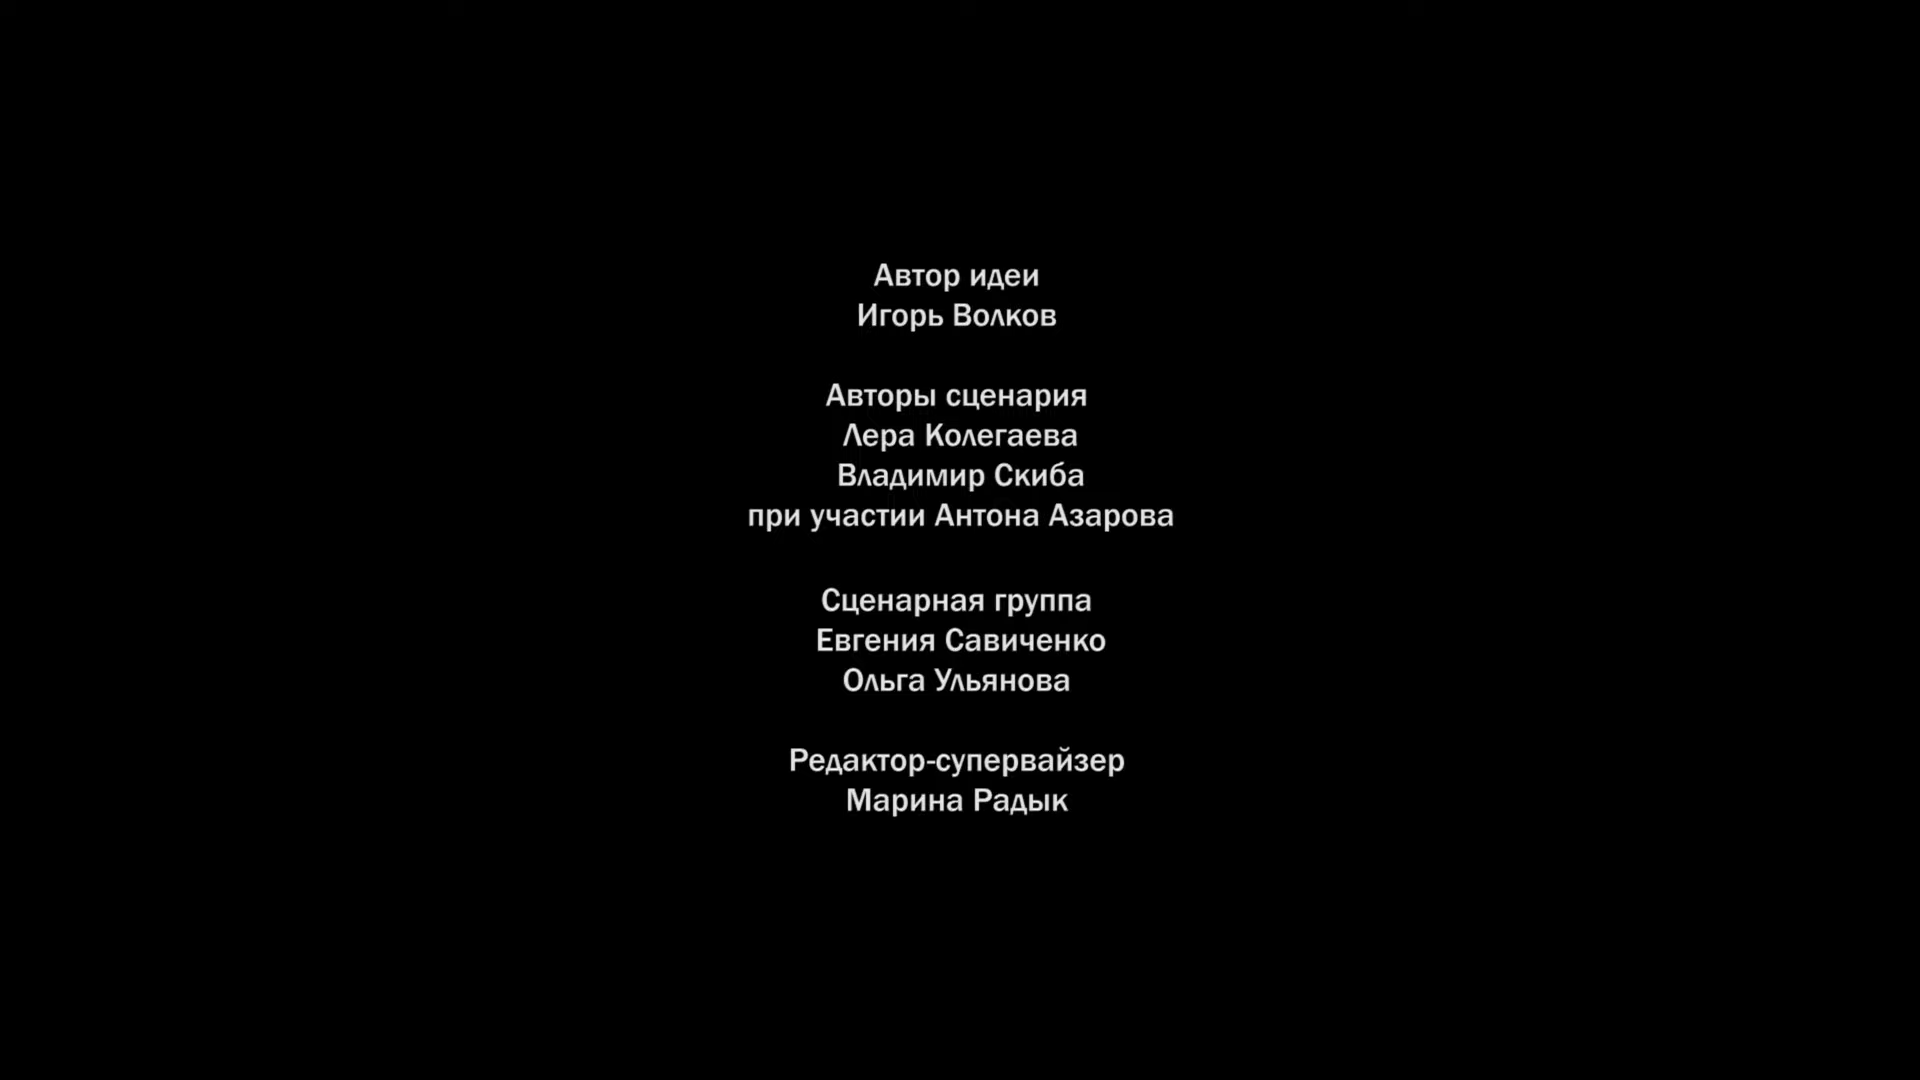 Автор идеи
Игорь Волков
Авторы сценария
Лера Колегаева
Владимир Скиба
при участии Антона Азарова
Сценарная группа
Евгения Савиченко
Ольга Ульянова
Редактор-супервайзер
Марина Радык